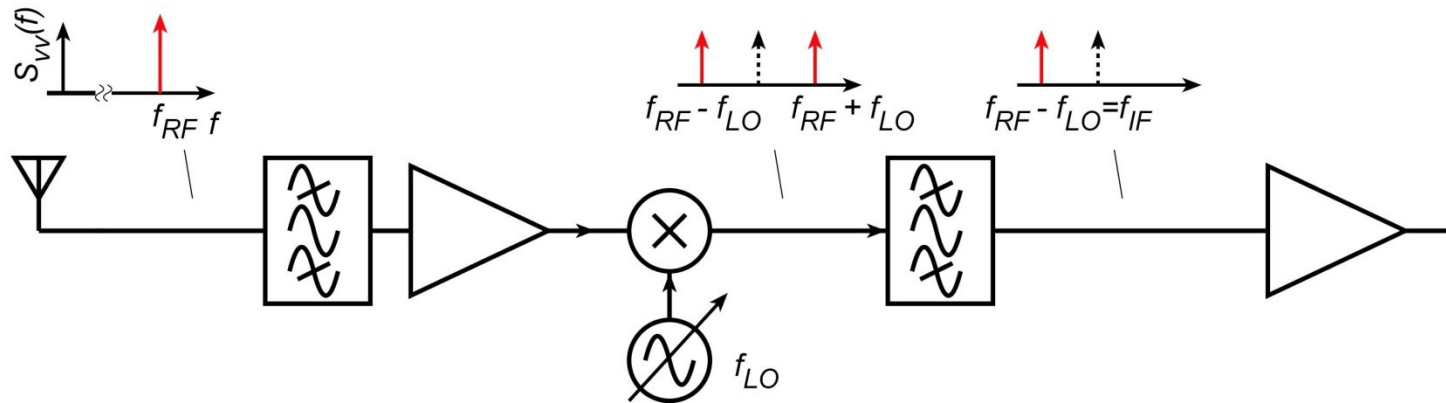 S_vv(f)
f_RF f
f_RF - f_LO
f_RF + f_LO
f_RF - f_LO=f_IF
f_LO